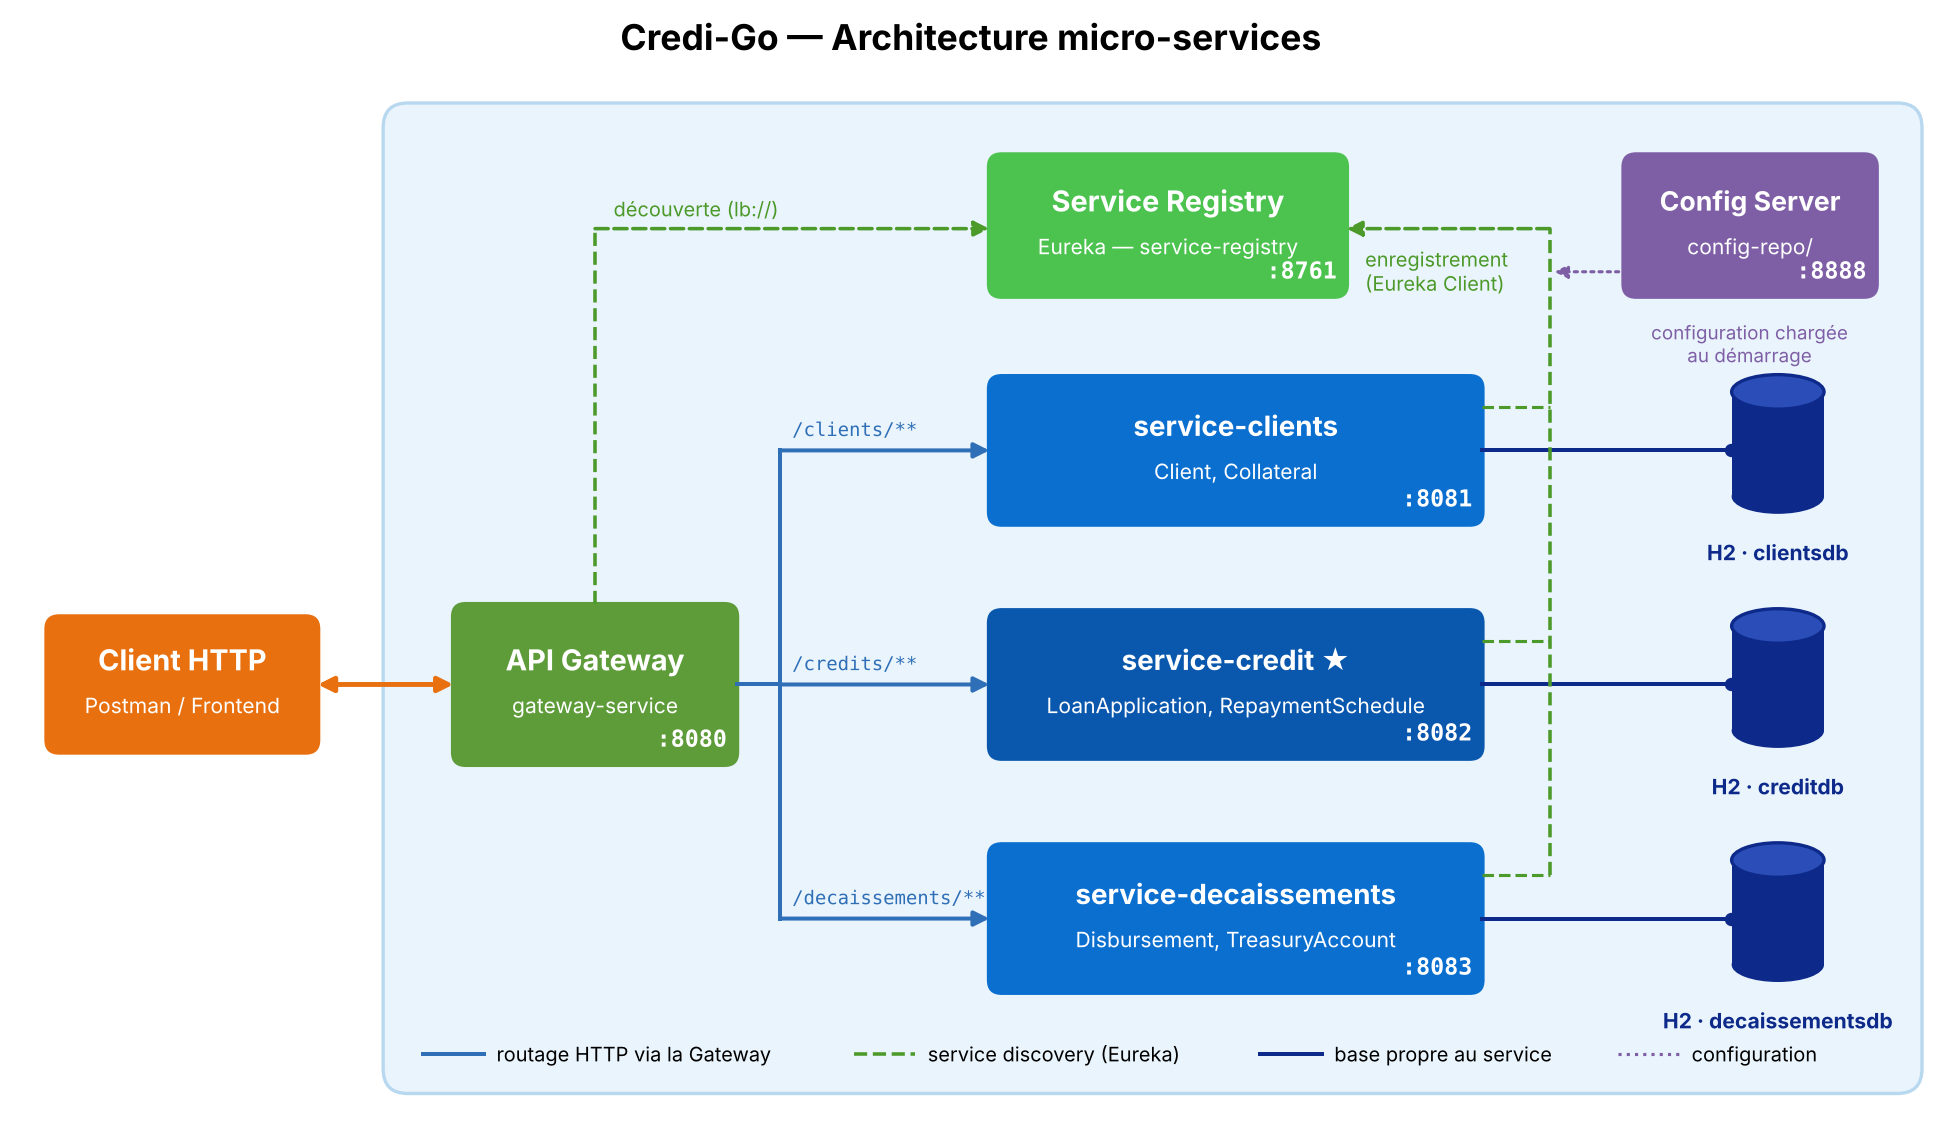 Credi-Go — Architecture micro-services
découverte (lb://)
Service Registry
Eureka — service-registry
:8761
enregistrement
(Eureka Client)
Config Server
config-repo/
:8888
configuration chargée
au démarrage
/clients/**
service-clients
Client, Collateral
:8081
H2 · clientsdb
Client HTTP
Postman / Frontend
API Gateway
gateway-service
:8080
/credits/**
service-credit ★
LoanApplication, RepaymentSchedule
:8082
H2 · creditdb
/decaissements/**
service-decaissements
Disbursement, TreasuryAccount
:8083
H2 · decaissementsdb
routage HTTP via la Gateway
service discovery (Eureka)
base propre au service
configuration